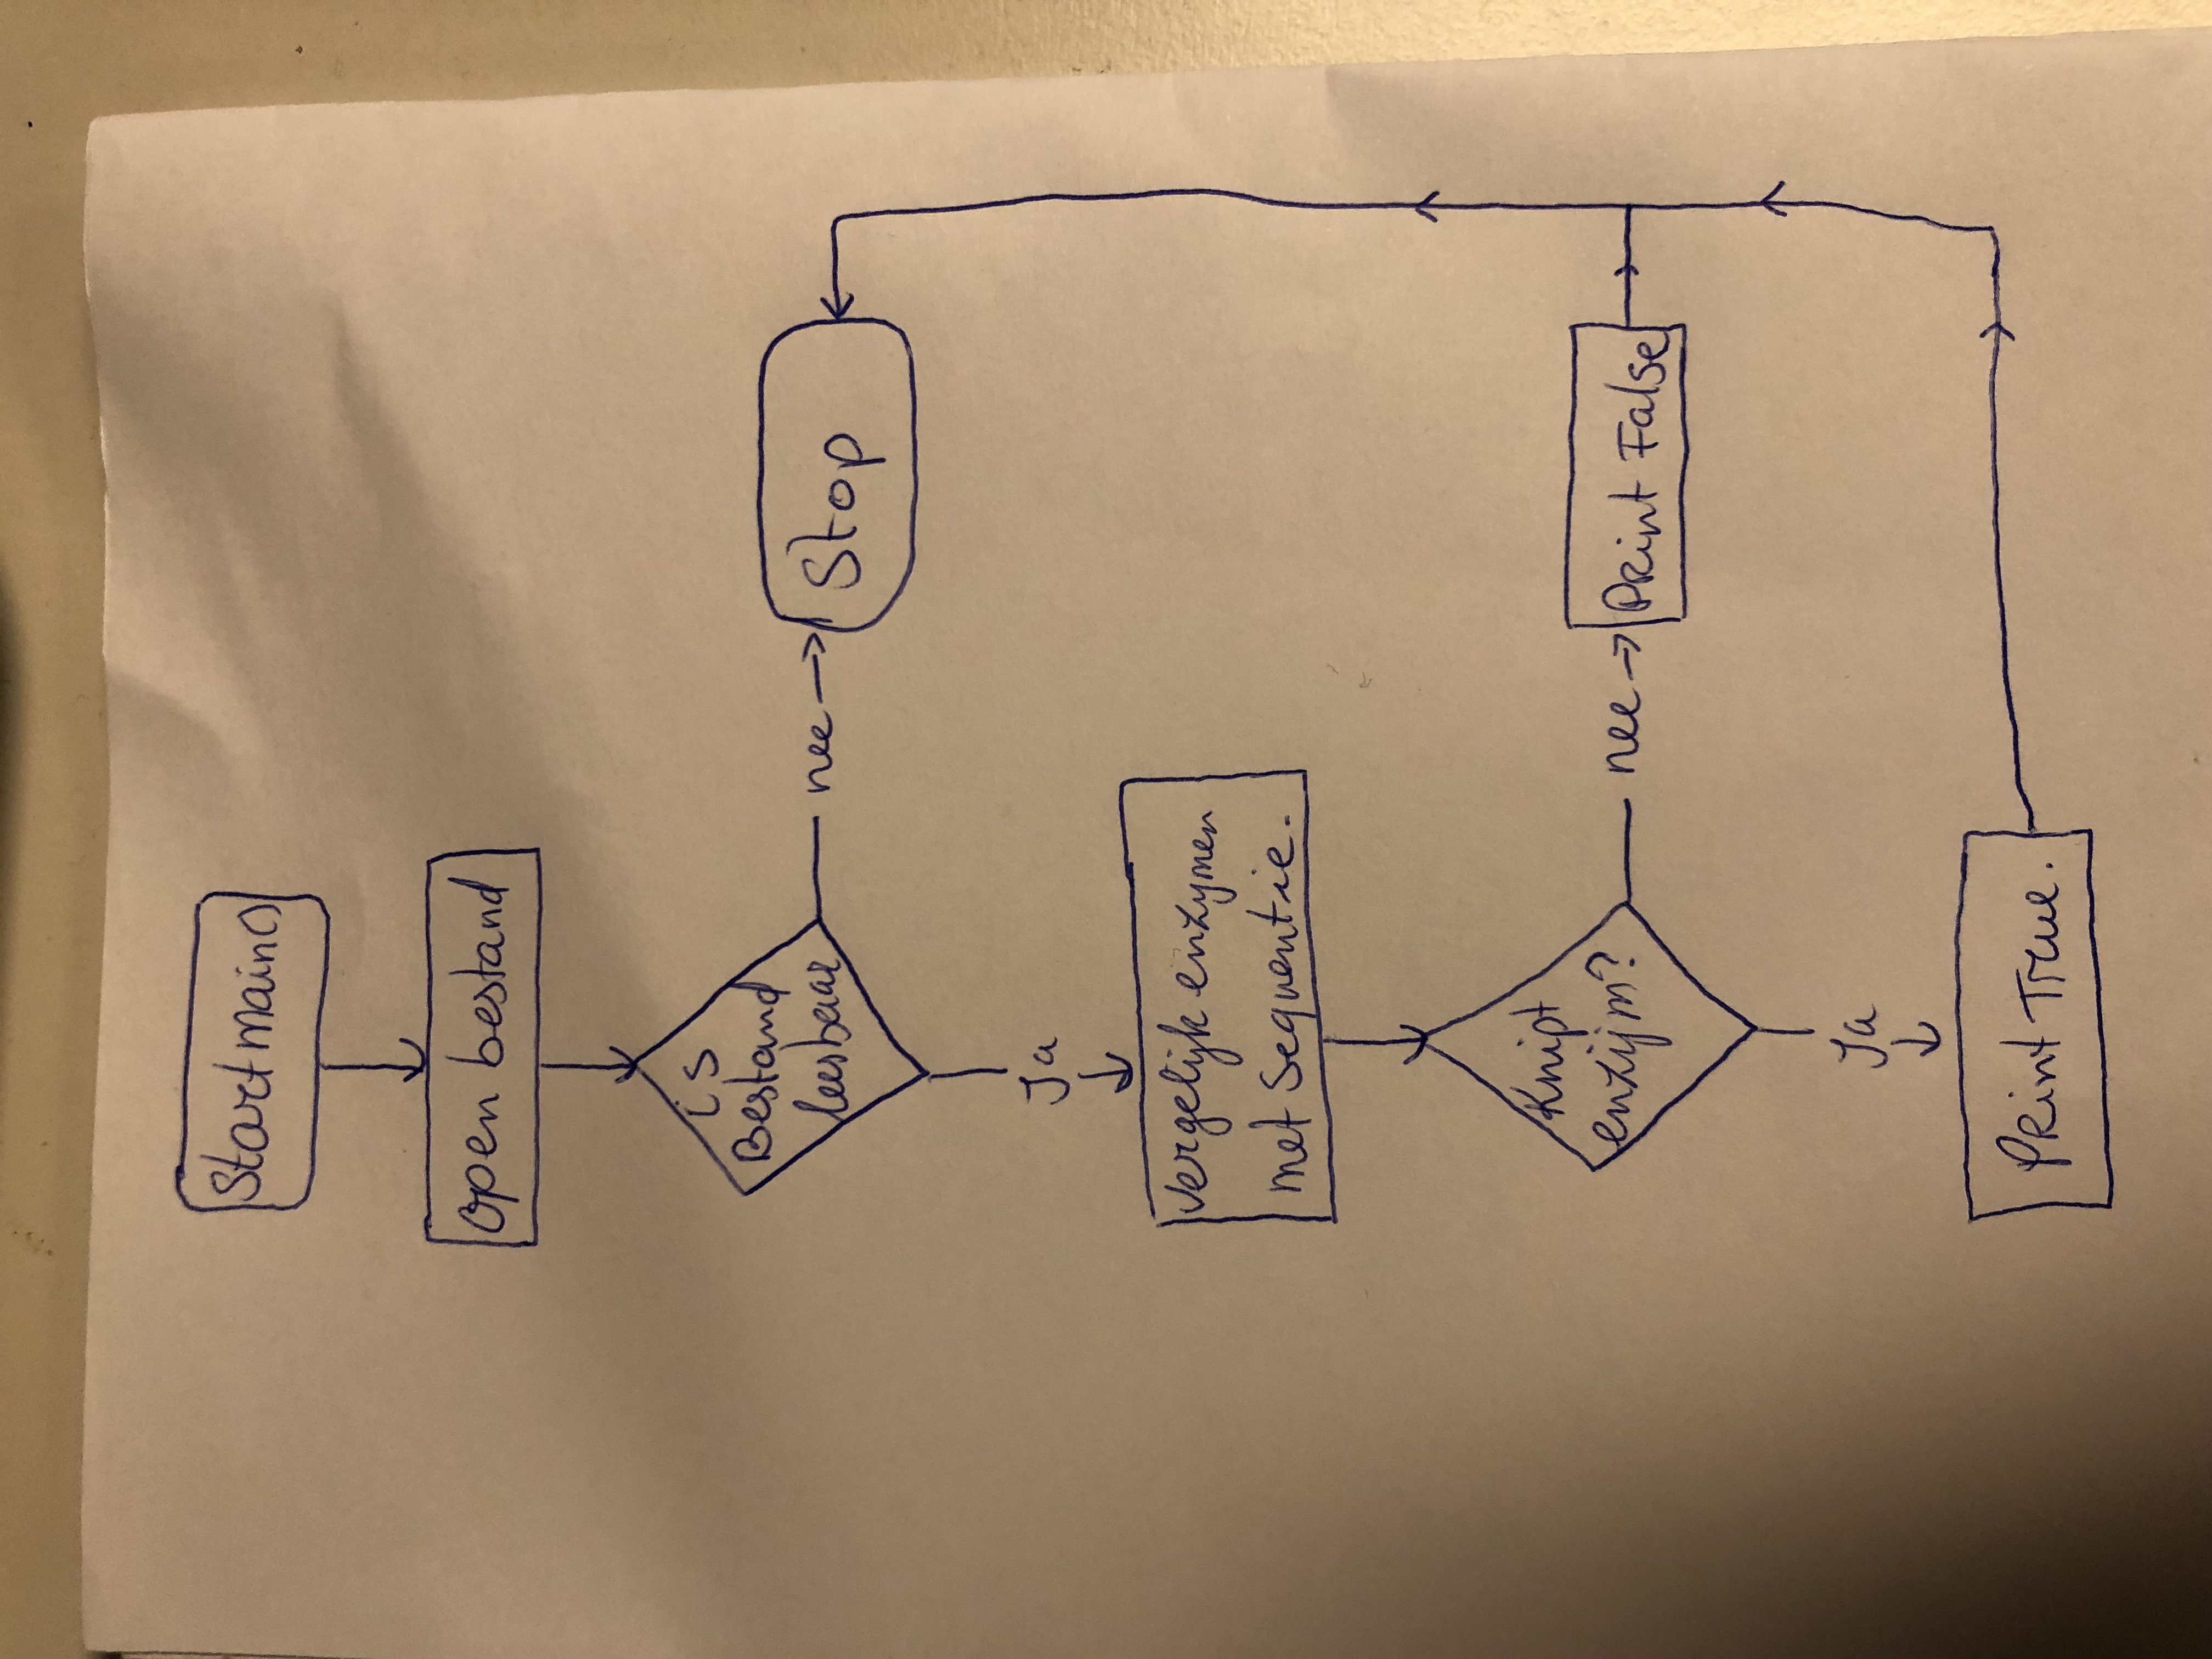 Start main()
open bestand
is
Bestand
leesbaar
nee
Stop
Ja
Vergelijk enzymen
met Sequentie.
Knipt
enzijm?
nee
Print False
Ja
Print True.